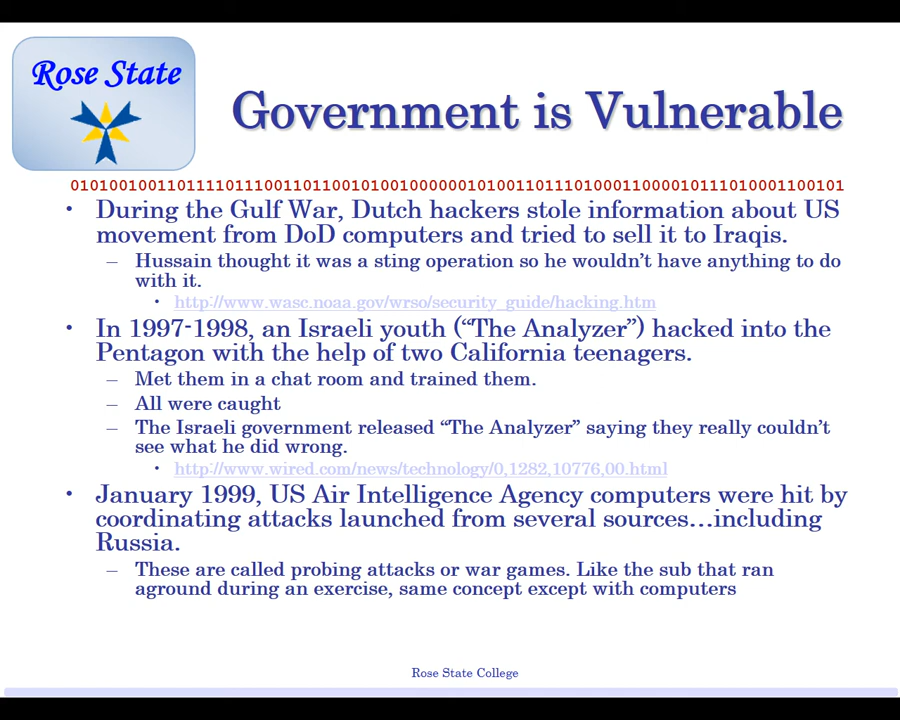 Rose State
Government is Vulnerable
01010010011011110111001101100101001000000101001101110100011000010111010001100101
• During the Gulf War, Dutch hackers stole information about US
movement from DoD computers and tried to sell it to Iraqis.
– Hussain thought it was a sting operation so he wouldn't have anything to do
with it.
• http://www.wasc.noaa.gov/wrso/security_guide/hacking.htm
• In 1997-1998, an Israeli youth (“The Analyzer”) hacked into the
Pentagon with the help of two California teenagers.
– Met them in a chat room and trained them.
– All were caught
– The Israeli government released “The Analyzer” saying they really couldn't
see what he did wrong.
• http://www.wired.com/news/technology/0,1282,10776,00.html
• January 1999, US Air Intelligence Agency computers were hit by
coordinating attacks launched from several sources…including
Russia.
– These are called probing attacks or war games. Like the sub that ran
aground during an exercise, same concept except with computers
Rose State College